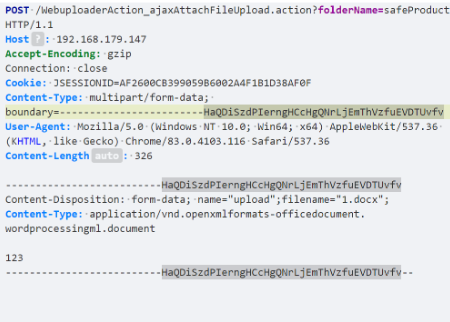 POST /WebuploaderAction_ajaxAttachFileUpload.action?folderName=safeProduct
HTTP/1.1
Host ? : 192.168.179.147
Accept-Encoding: gzip
Connection: close
Cookie: JSESSIONID=AF2600CB399059B6002A4F1B1D38AF0F
Content-Type: multipart/form-data;
boundary=------------------------HaQDiSzdPIerngHCcHgQNrLjEmThVzfuEVDTUvfv
User-Agent: Mozilla/5.0 (Windows NT 10.0; Win64; x64) AppleWebKit/537.36
(KHTML, like Gecko) Chrome/83.0.4103.116 Safari/537.36
Content-Length auto : 326
--------------------------HaQDiSzdPIerngHCcHgQNrLjEmThVzfuEVDTUvfv
Content-Disposition: form-data; name="upload";filename="1.docx";
Content-Type: application/vnd.openxmlformats-officedocument.
wordprocessingml.document
123
--------------------------HaQDiSzdPIerngHCcHgQNrLjEmThVzfuEVDTUvfv--